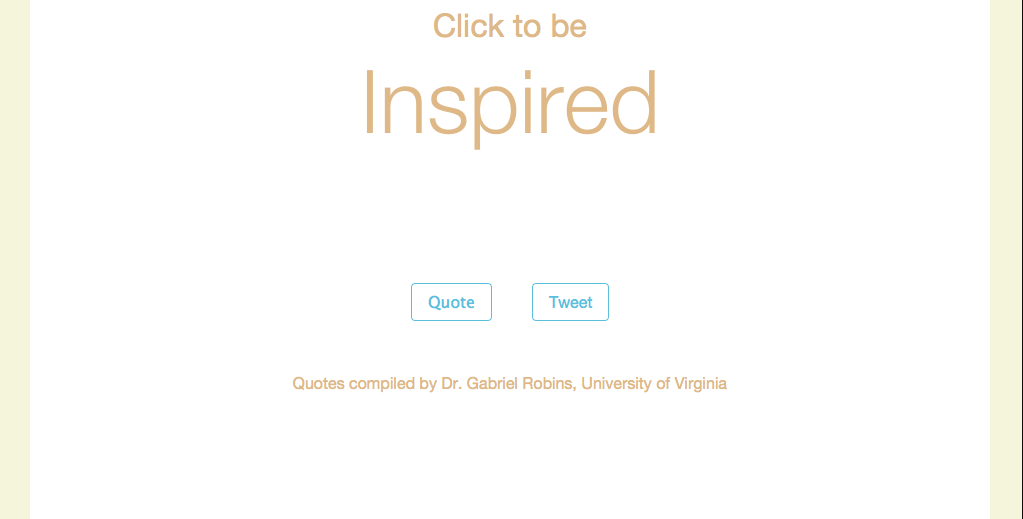 Click to be
Inspired
Quote Tweet
Quotes compiled by Dr. Gabriel Robins, University of Virginia